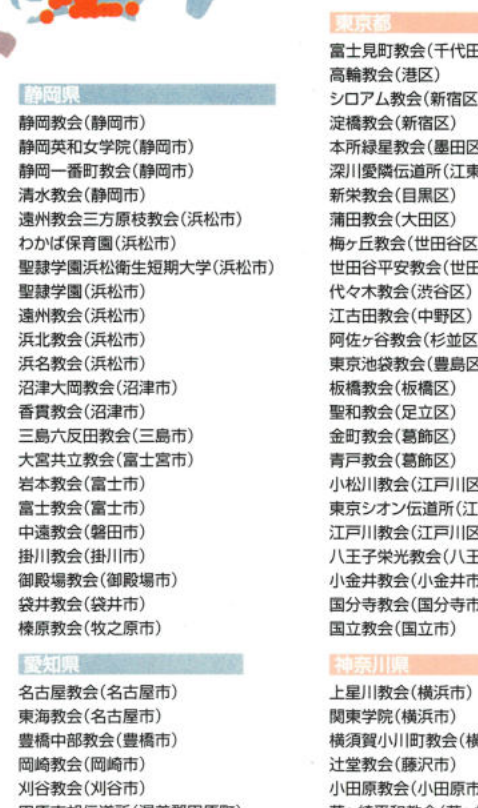 静岡県
静岡教会(静岡市)
静岡英和女学院(静岡市)
静岡一番町教会(静岡市)
清水教会(静岡市)
遠州教会三方原枝教会(浜松市)
わかば保育園(浜松市)
聖隷学園浜松衛生短期大学(浜松市)
聖隷学園(浜松市)
遠州教会(浜松市)
浜北教会(浜松市)
浜名教会(浜松市)
沼津大岡教会(沼津市)
香貫教会(沼津市)
三島六反田教会(三島市)
大宮共立教会(富士宮市)
岩本教会(富士市)
富士教会(富士市)
中遠教会(磐田市)
掛川教会(掛川市)
御殿場教会(御殿場市)
袋井教会(袋井市)
榛原教会(牧之原市)
愛知県
名古屋教会(名古屋市)
東海教会(名古屋市)
豊橋中部教会(豊橋市)
岡崎教会(岡崎市)
刈谷教会(刈谷市)
東京都
富士見町教会(千代田
高輪教会(港区)
シロアム教会(新宿区
淀橋教会(新宿区)
本所緑星教会(墨田区
深川愛隣伝道所(江東
新栄教会(目黒区)
蒲田教会(大田区)
梅ヶ丘教会(世田谷区
世田谷平安教会(世田
代々木教会(渋谷区)
江古田教会(中野区)
阿佐ヶ谷教会(杉並区
東京池袋教会(豊島区
板橋教会(板橋区)
聖和教会(足立区)
金町教会(葛飾区)
青戸教会(葛飾区)
小松川教会(江戸川区
東京シオン伝道所(江
江戸川教会(江戸川区
八王子栄光教会(八王
小金井教会(小金井市
国分寺教会(国分寺市
国立教会(国立市)
神奈川県
上星川教会(横浜市)
関東学院(横浜市)
横須賀小川町教会(横
辻堂教会(藤沢市)
小田原教会(小田原市